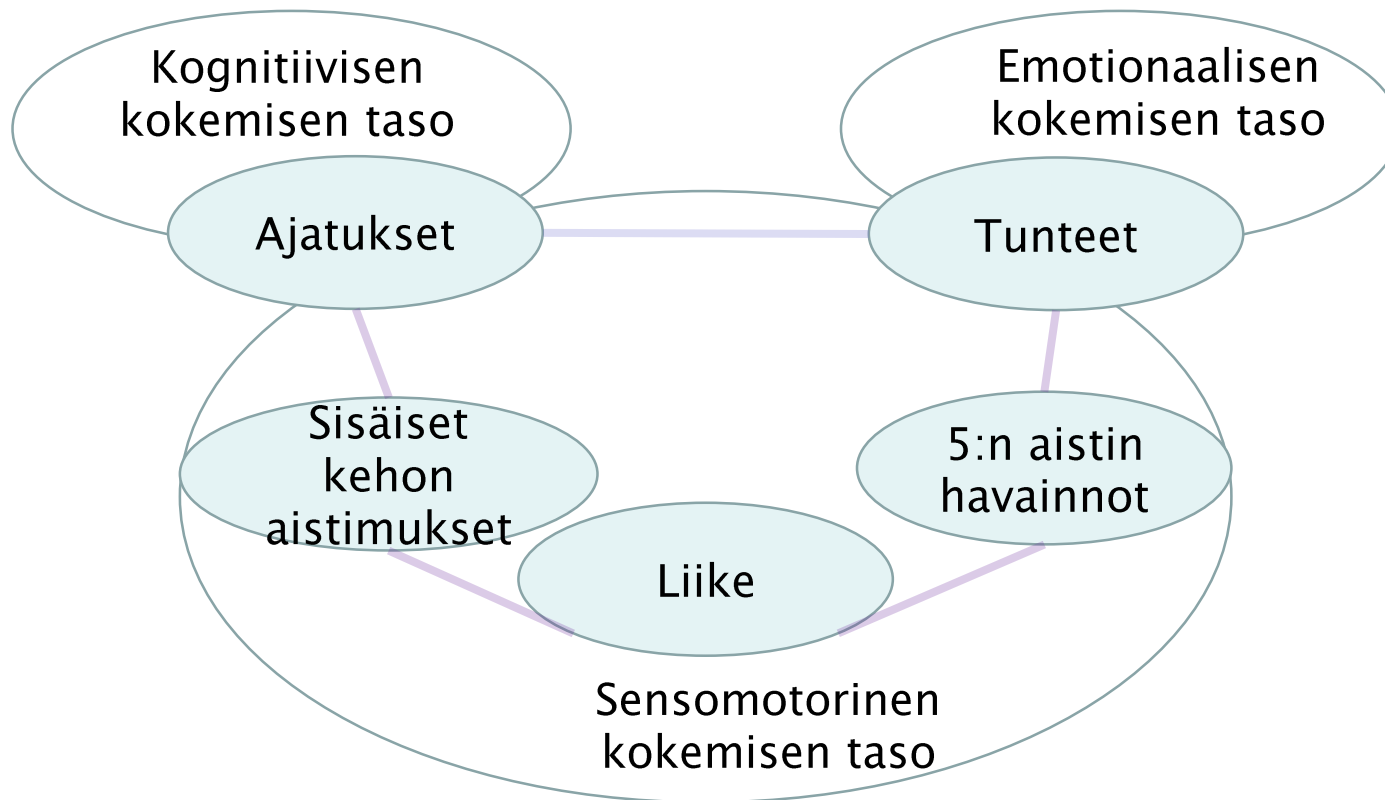 Kognitiivisen
kokemisen taso
Emotionaalisen
kokemisen taso
Ajatukset
Tunteet
Sisäiset
kehon
aistimukset
5:n aistin
havainnot
Liike
Sensomotorinen
kokemisen taso